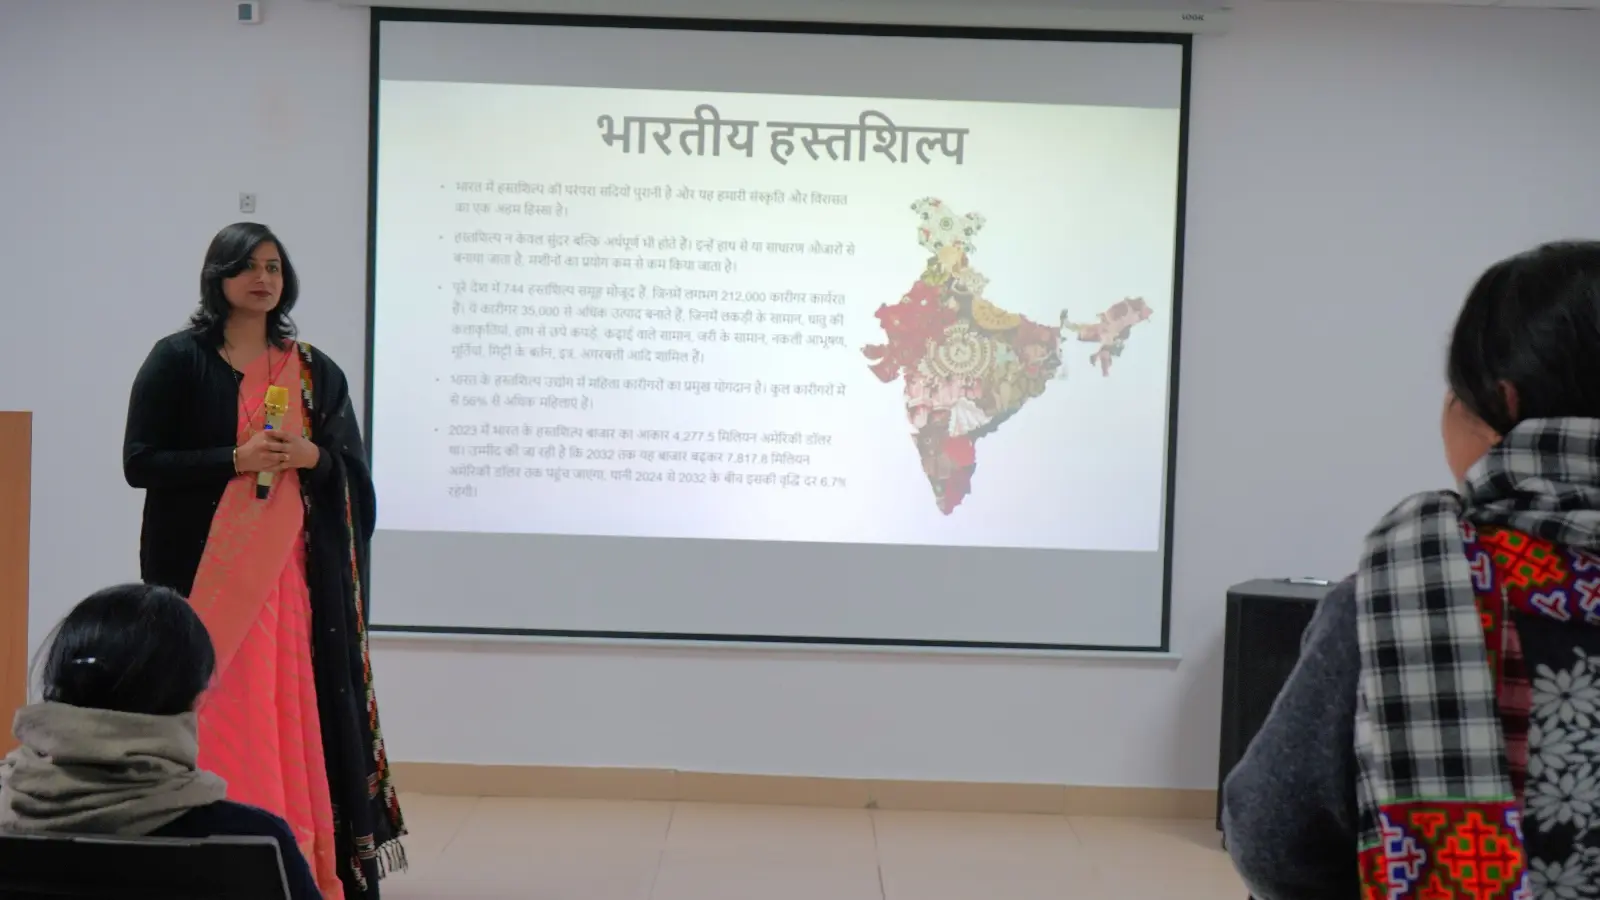 LOOK
भारतीय हस्तशिल्प
• भारत में हस्तशिल्प की परंपरा सदियों पुरानी है और यह हमारी संस्कृति और विरासत
का एक अहम हिस्सा है।
• हस्तशिल्प न केवल सुंदर बल्कि अर्थपूर्ण भी होते हैं। इन्हें हाथ से या साधारण औजारों से
बनाया जाता है, मशीनों का प्रयोग कम से कम किया जाता है।
• पूरे देश में 744 हस्तशिल्प समूह मौजूद हैं, जिनमें लगभग 212,000 कारीगर कार्यरत
हैं। ये कारीगर 35,000 से अधिक उत्पाद बनाते हैं, जिनमें लकड़ी के सामान, धातु की
कलाकृतियां, हाथ से छपे कपड़े, कढ़ाई वाले सामान, जरी के सामान, नकली आभूषण,
मूर्तियां, मिट्टी के बर्तन, इत्र, अगरबत्ती आदि शामिल हैं।
• भारत के हस्तशिल्प उद्योग में महिला कारीगरों का प्रमुख योगदान है। कुल कारीगरों में
से 56% से अधिक महिलाएं हैं।
• 2023 में भारत के हस्तशिल्प बाजार का आकार 4,277.5 मिलियन अमेरिकी डॉलर
था। उम्मीद की जा रही है कि 2032 तक यह बाजार बढ़कर 7,817.8 मिलियन
अमेरिकी डॉलर तक पहुंच जाएगा, यानी 2024 से 2032 के बीच इसकी वृद्धि दर 6.7%
रहेगी।